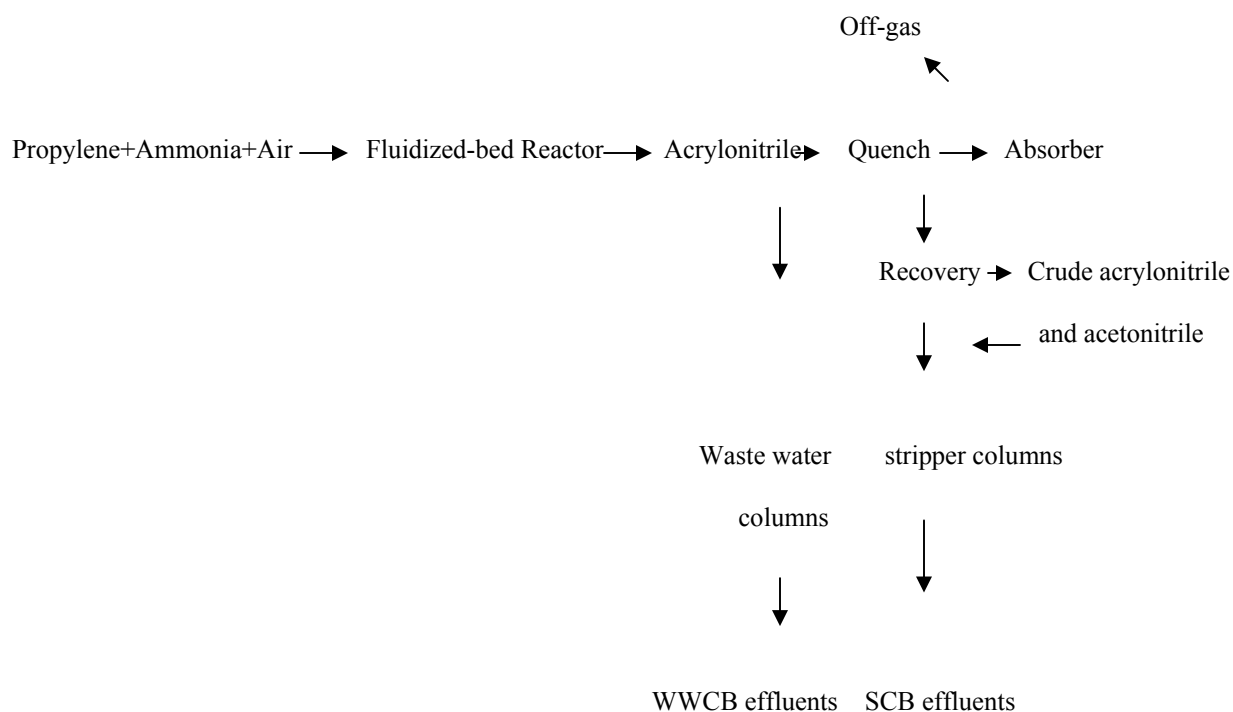 Off-gas
Propylene+Ammonia+Air Fluidized-bed Reactor Acrylonitrile Quench Absorber
Recovery Crude acrylonitrile
and acetonitrile
Waste water stripper columns
columns
WWCB effluents SCB effluents